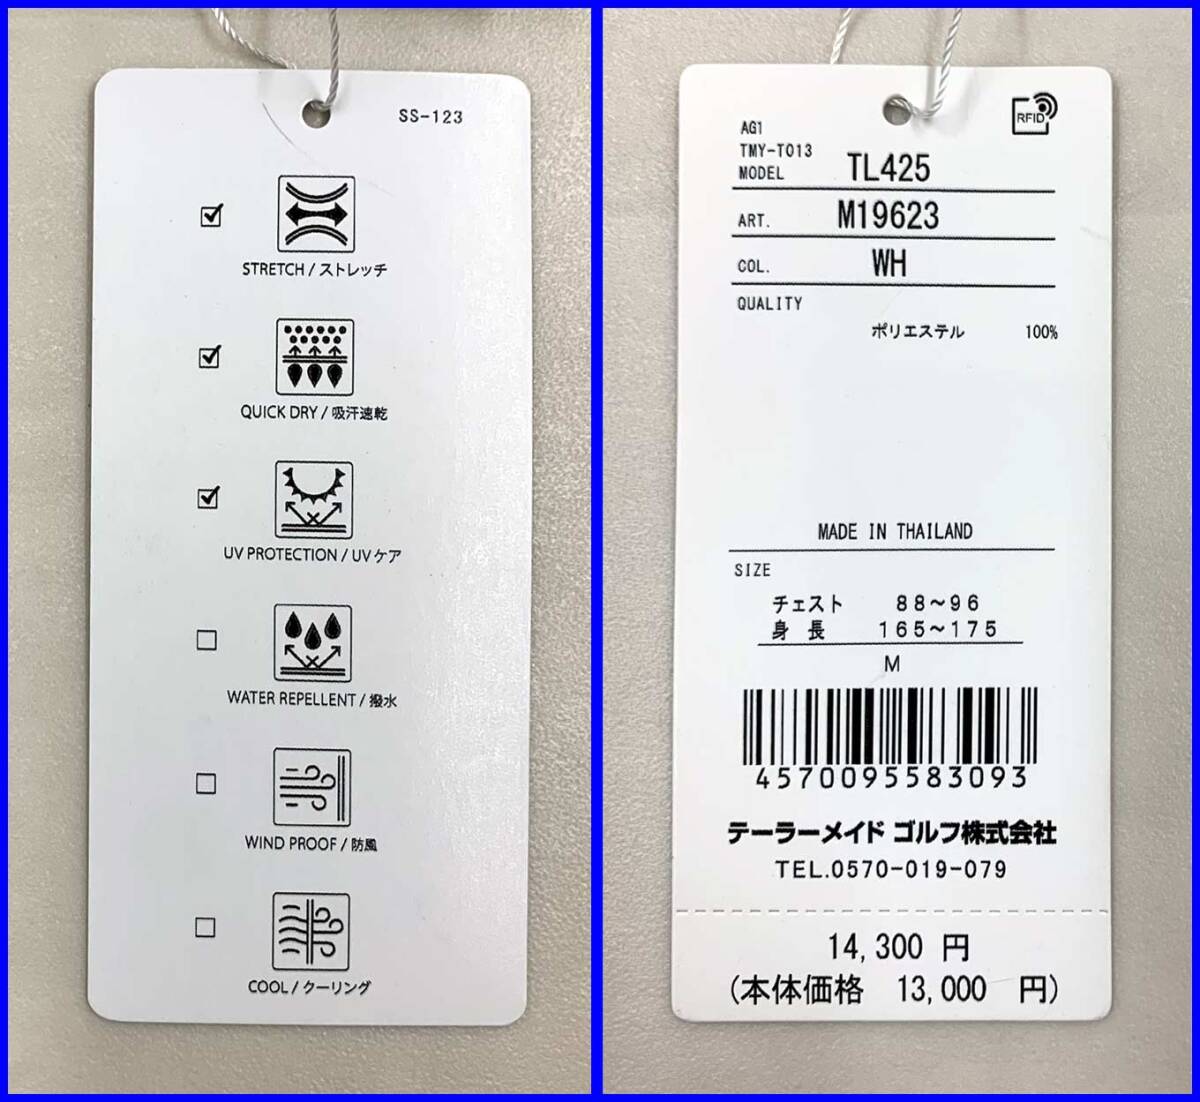 SS-123
STRETCH / ストレッチ
QUICK DRY / 吸汗速乾
UV PROTECTION / UVケア
WATER REPELLENT / 撥水
WIND PROOF / 防風
COOL / クーリング
RFID
AG1
TMY-T013
MODEL TL425
ART. M19623
COL. WH
QUALITY
ポリエステル 100%
MADE IN THAILAND
SIZE
チェスト 88~96
身 長 165~175
M
4570095583093
テーラーメイド ゴルフ株式会社
TEL.0570-019-079
14,300 円
(本体価格 13,000 円)